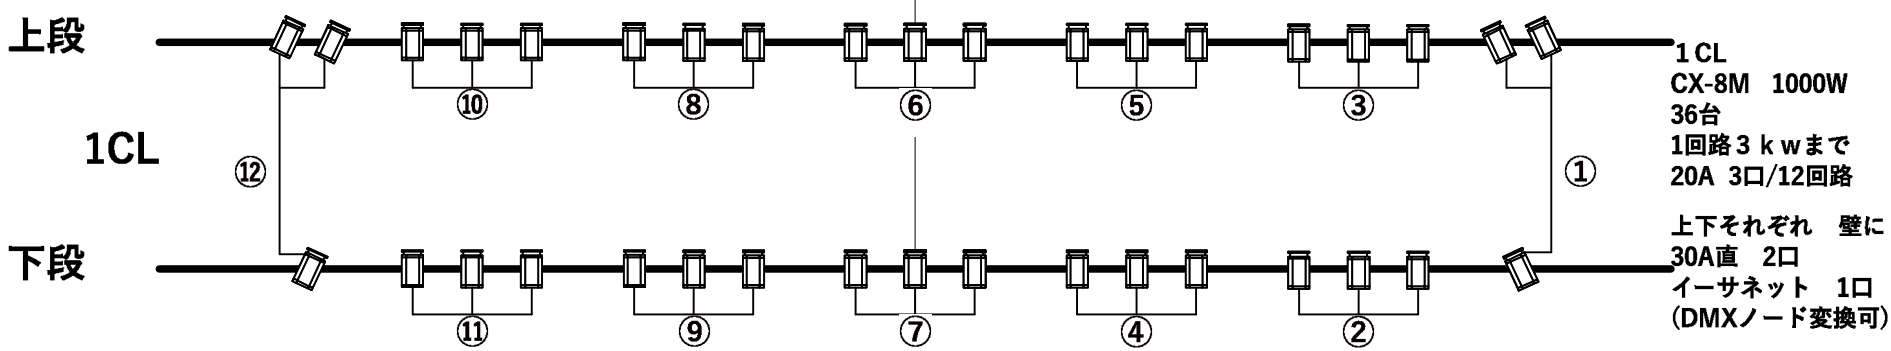 上段
⑩ ⑧ ⑥ ⑤ ③
1CL
⑫ ①
下段
⑪ ⑨ ⑦ ④ ②
1 CL
CX-8M　1000W
36台
1回路３ｋｗまで
20A 3口/12回路
上下それぞれ　壁に
30A直　2口
イーサネット　1口
(DMXノード変換可)